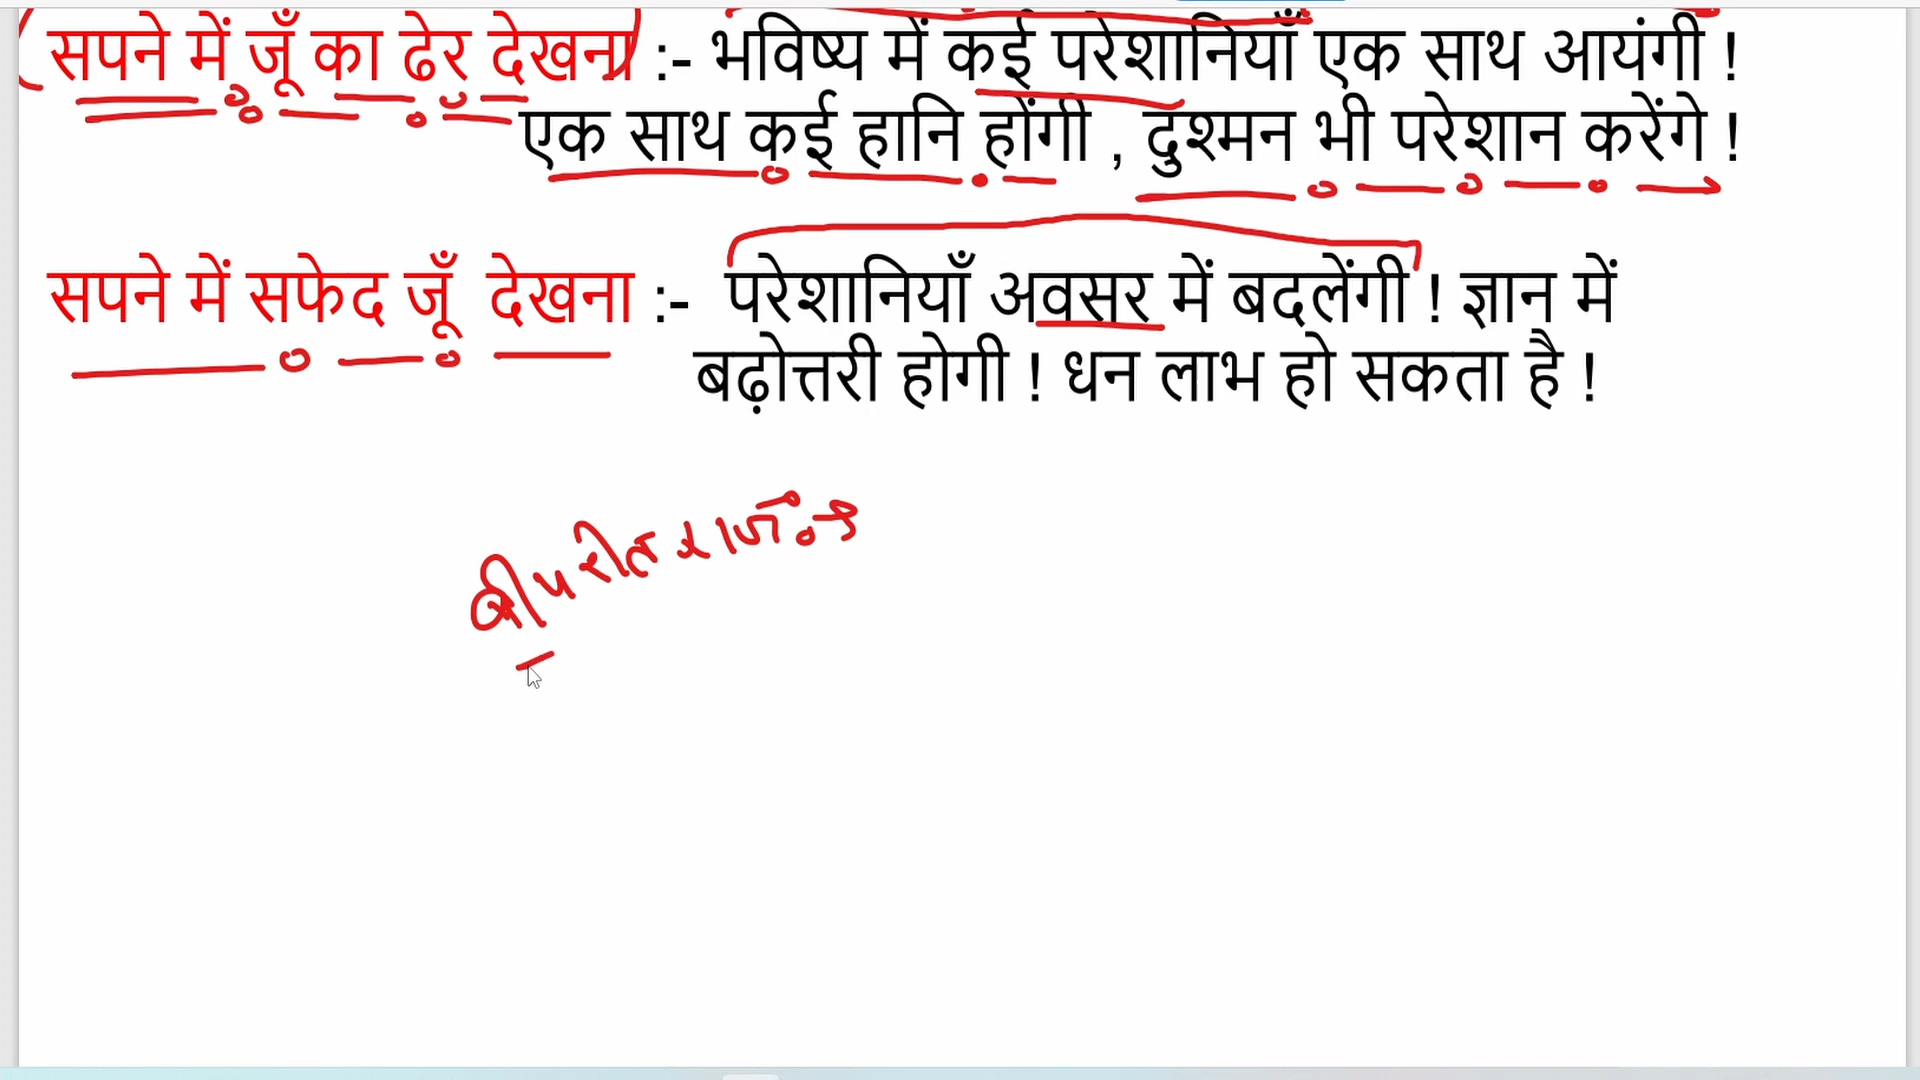 सपने में जूँ का ढेर देखना :- भविष्य में कई परेशानियाँ एक साथ आयंगी !
एक साथ कई हानि होंगी , दुश्मन भी परेशान करेंगे !
सपने में सफेद जूँ देखना :- परेशानियाँ अवसर में बदलेंगी ! ज्ञान में
बढ़ोत्तरी होगी ! धन लाभ हो सकता है !